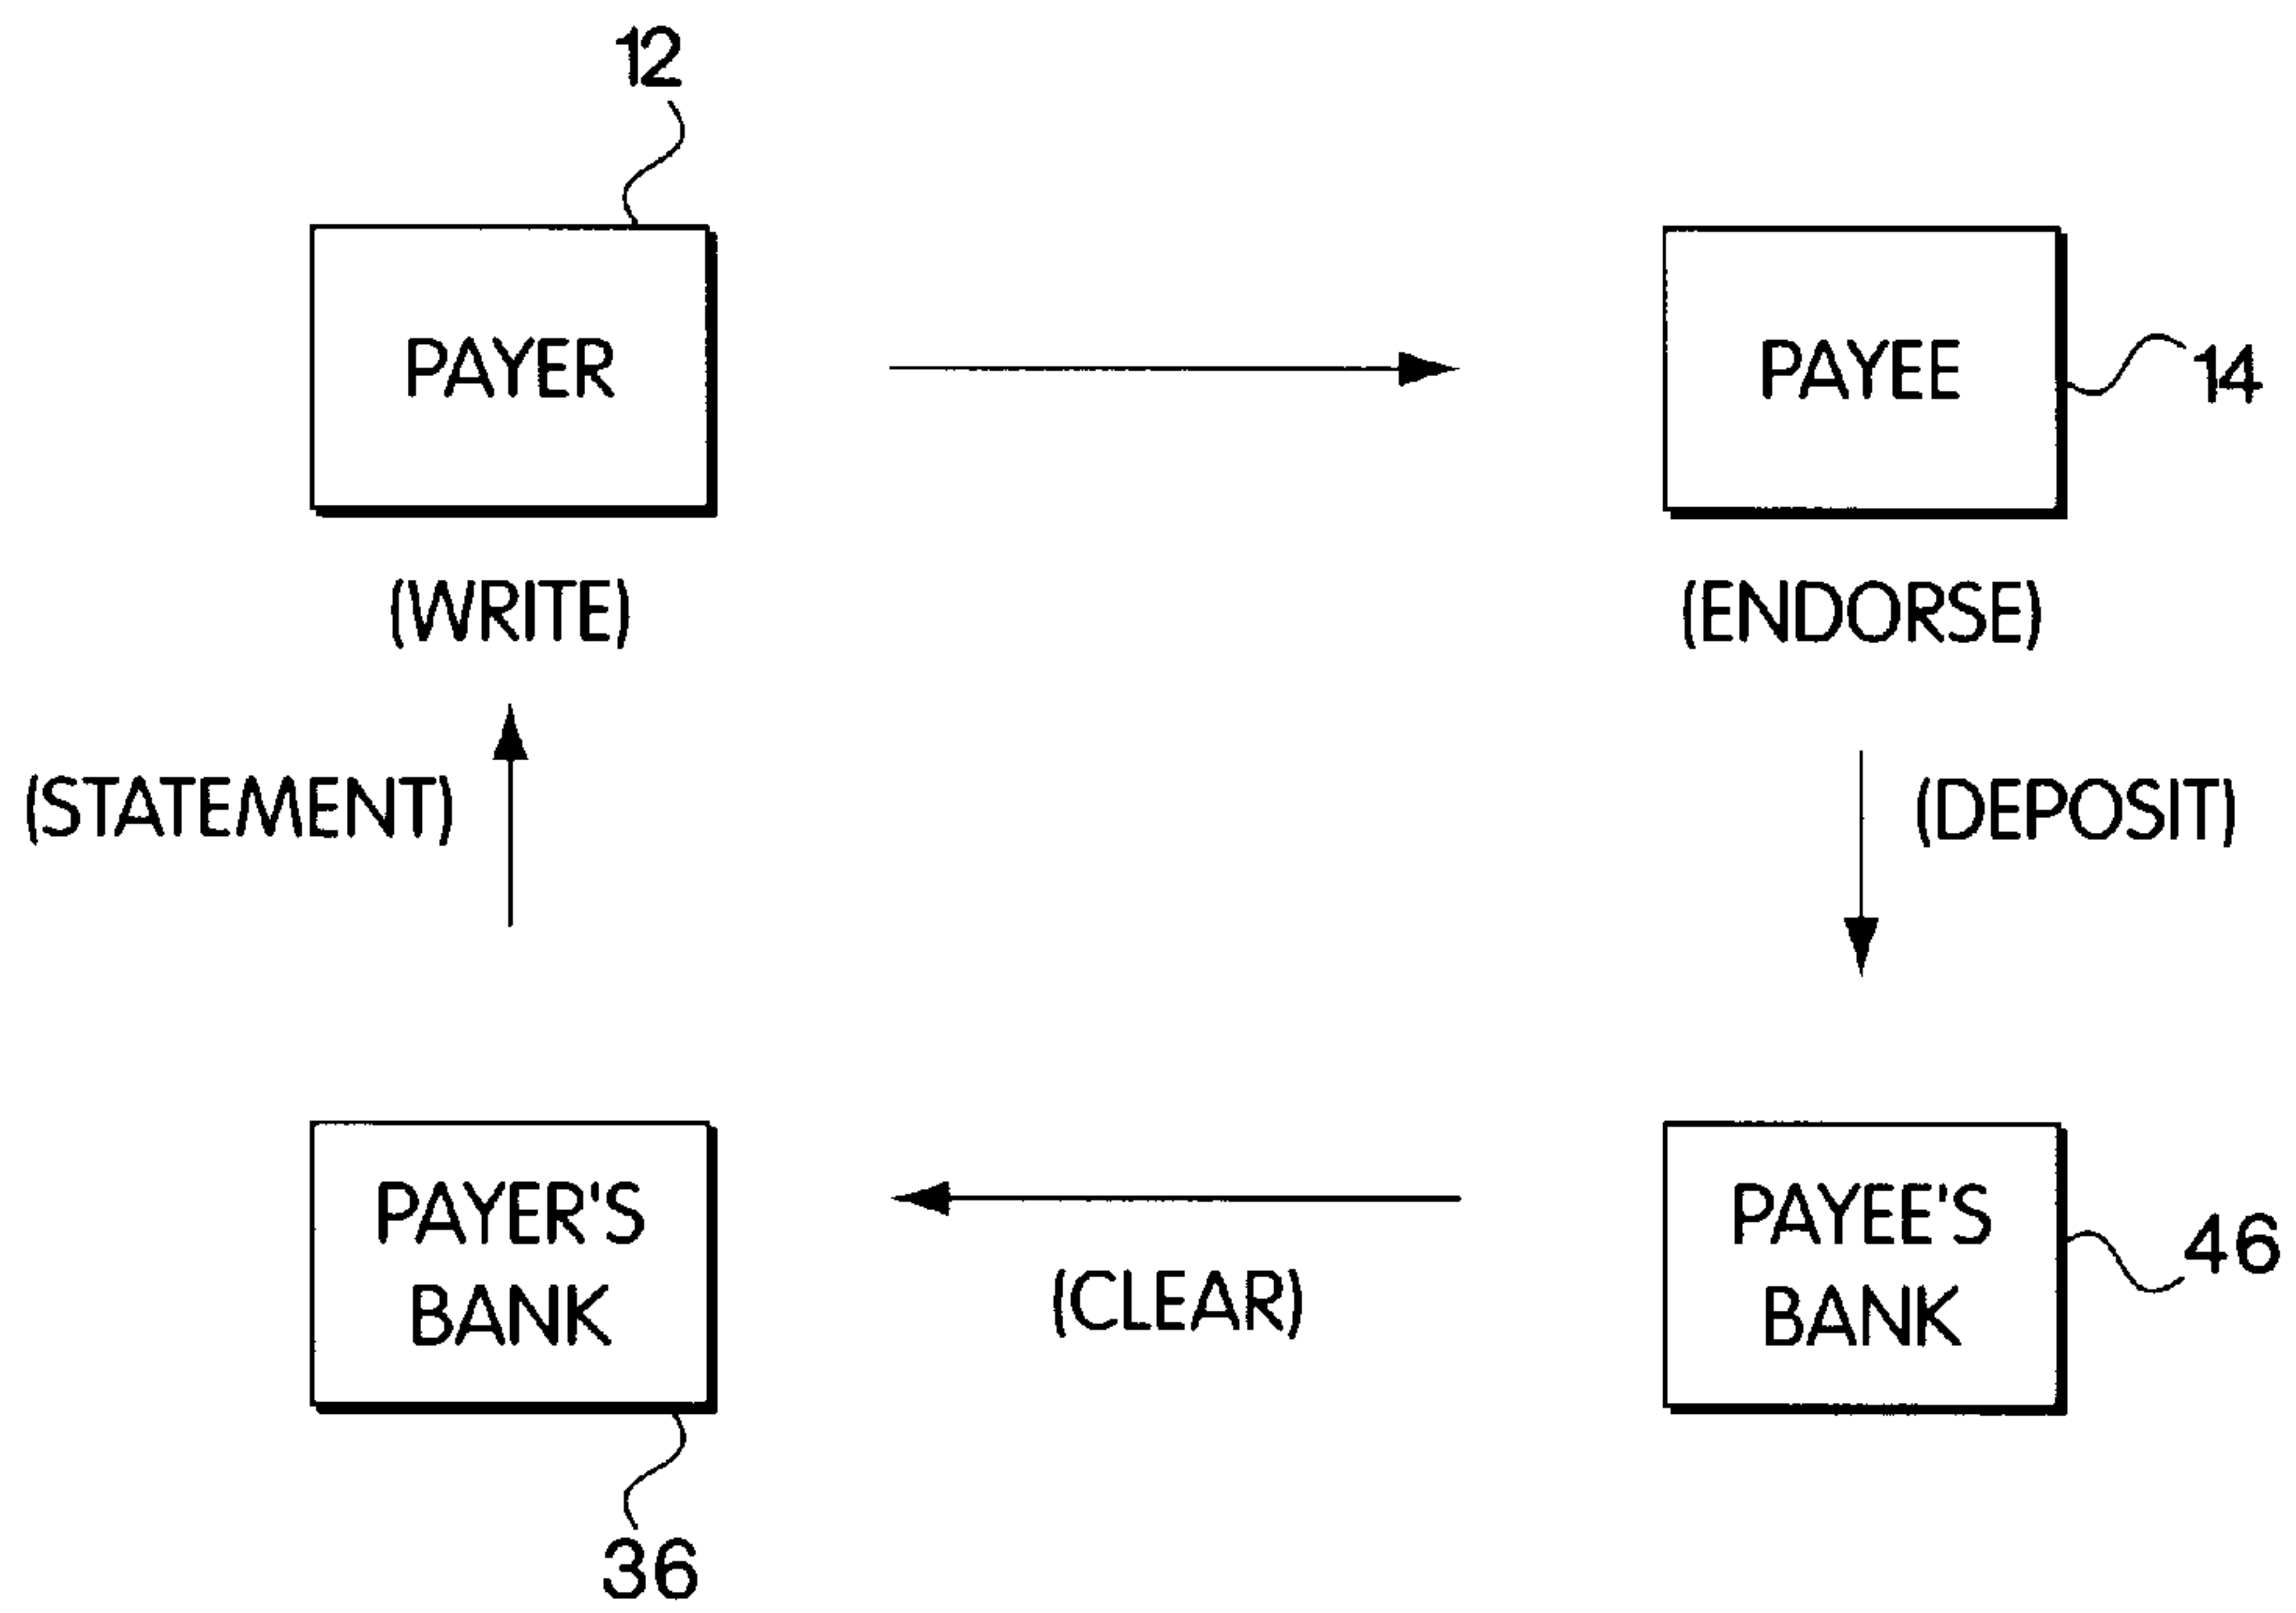 12
PAYER
PAYEE
14
(WRITE)
(ENDORSE)
(STATEMENT)
(DEPOSIT)
PAYER'S
BANK
(CLEAR)
PAYEE'S
BANK
46
36